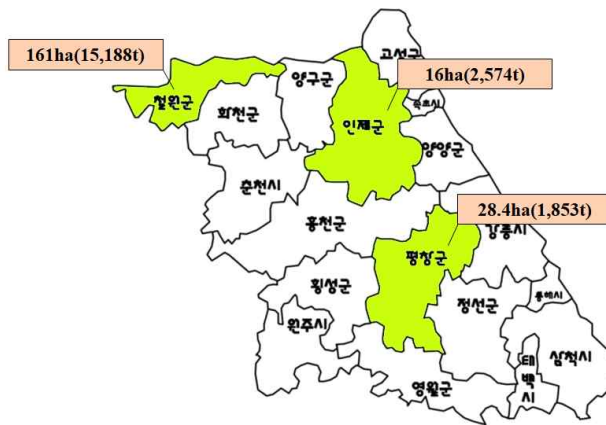 고성군
161ha(15,188t)
양구군
16ha(2,574t)
철원군
속초시
화천군
인제군
양양군
춘천시
28.4ha(1,853t)
홍천군
강릉시
평창군
횡성군
동해시
정선군
원주시
삼척시
태백시
영월군